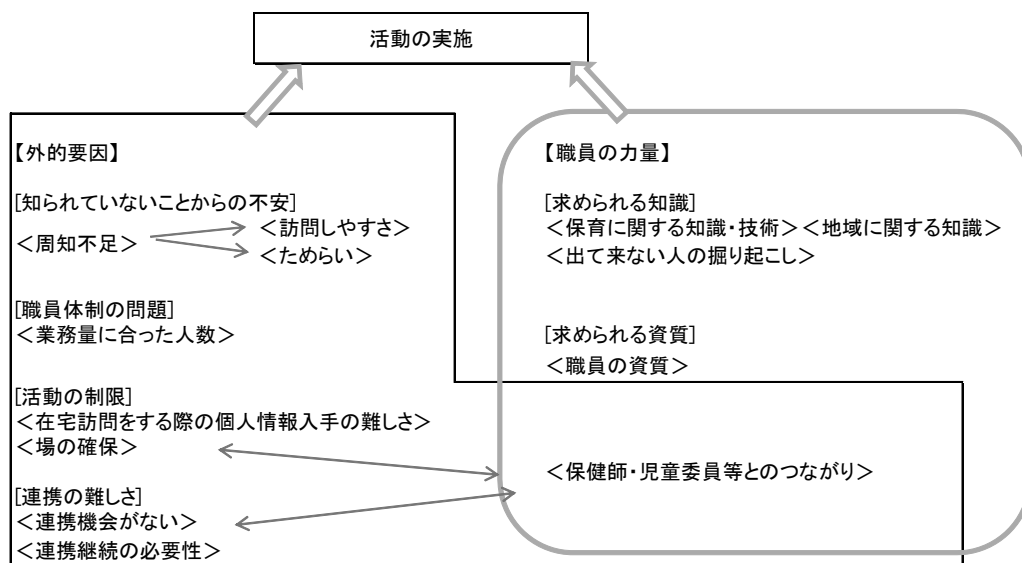 活動の実施
【外的要因】
[知られていないことからの不安]
＜周知不足＞
＜訪問しやすさ＞
＜ためらい＞
[職員体制の問題]
＜業務量に合った人数＞
[活動の制限]
＜在宅訪問をする際の個人情報入手の難しさ＞
＜場の確保＞
[連携の難しさ]
＜連携機会がない＞
＜連携継続の必要性＞
【職員の力量】
[求められる知識]
＜保育に関する知識・技術＞＜地域に関する知識＞
＜出て来ない人の掘り起こし＞
[求められる資質]
＜職員の資質＞
＜保健師・児童委員等とのつながり＞